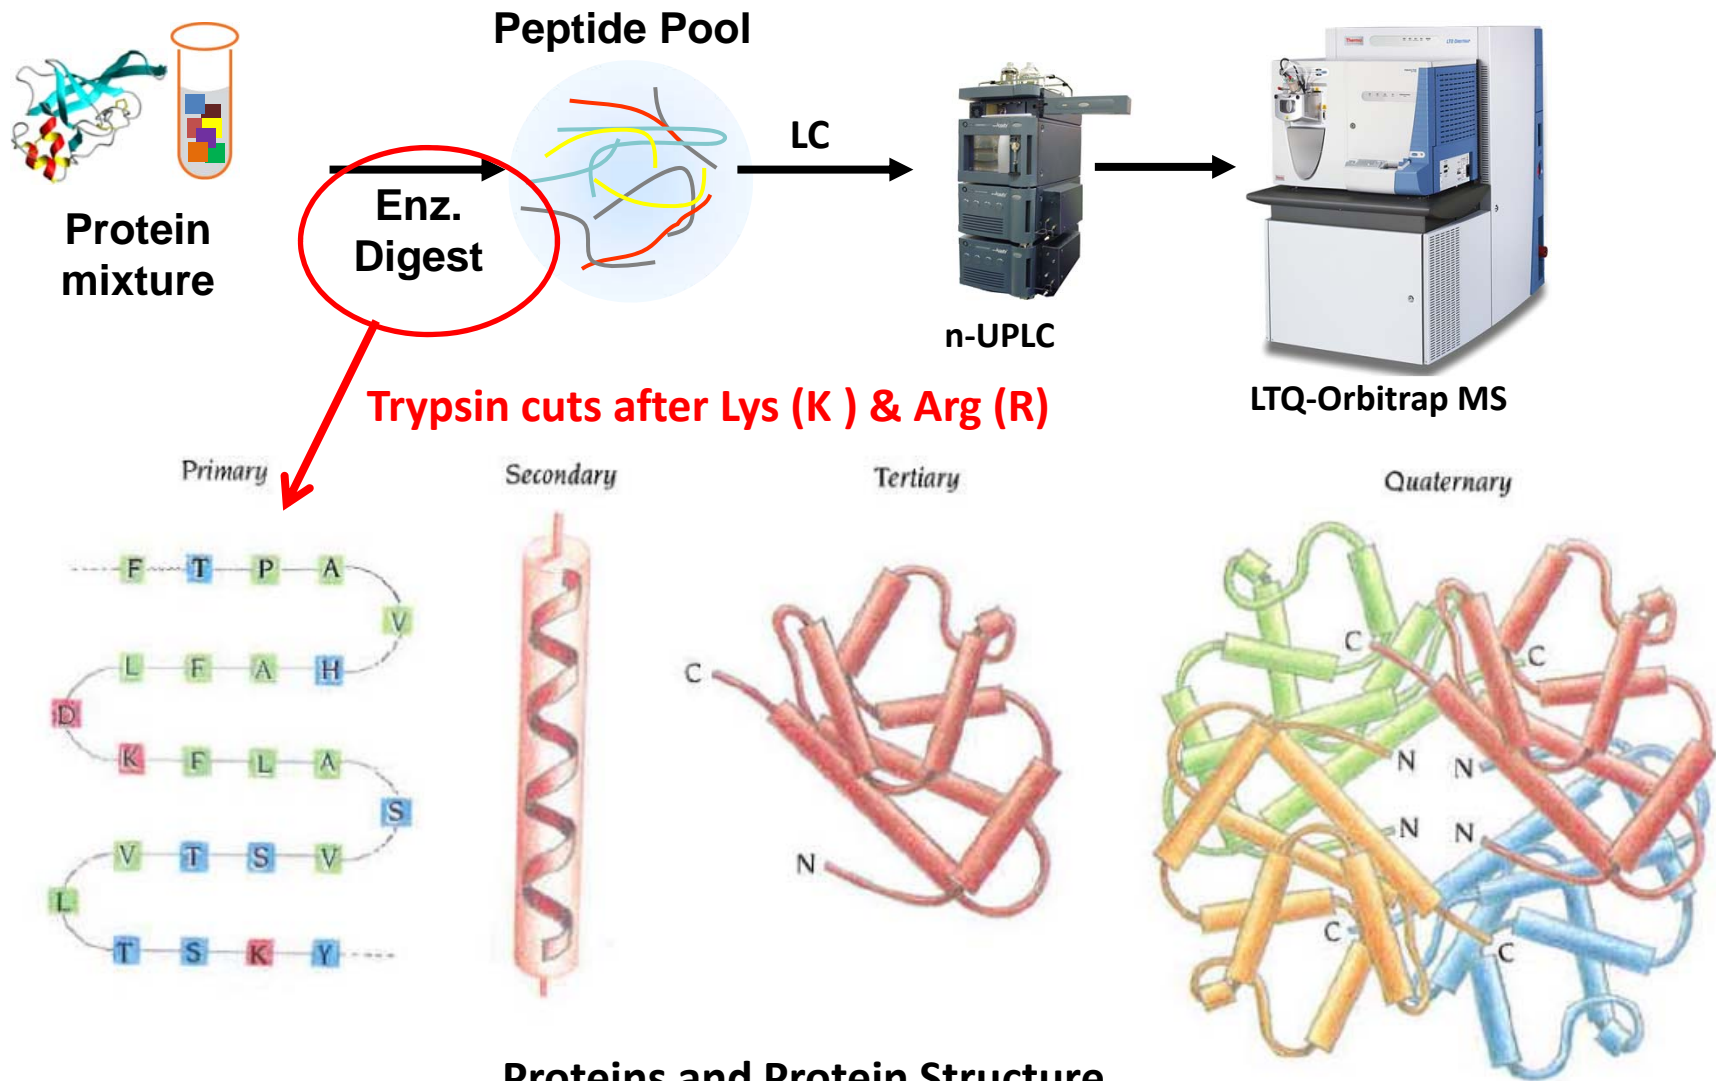 Peptide Pool
LC
Enz.
Digest
Protein
mixture
n-UPLC
LTQ-Orbitrap MS
Trypsin cuts after Lys (K ) & Arg (R)
Primary
Secondary
Tertiary
Quaternary
F T P A
V
L F A H
D
K F L A
S
V T S V
L
T S K Y
C
N
C
C
N N
N N
C
C
Proteins and Protein Structure